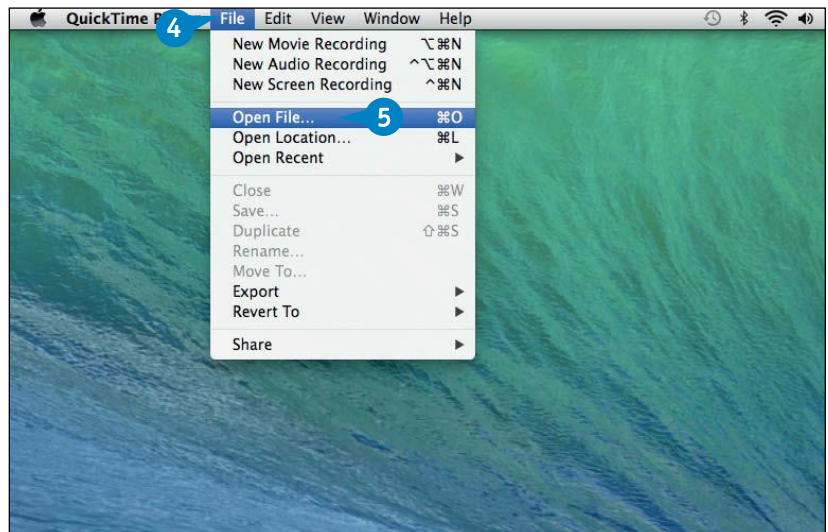 QuickTime P 4 File Edit View Window Help
New Movie Recording ⌥⌘N
New Audio Recording ^⌥⌘N
New Screen Recording ^⌘N
Open File... 5 ⌘O
Open Location... ⌘L
Open Recent ▶
Close ⌘W
Save... ⌘S
Duplicate ⇧⌘S
Rename...
Move To...
Export ▶
Revert To ▶
Share ▶